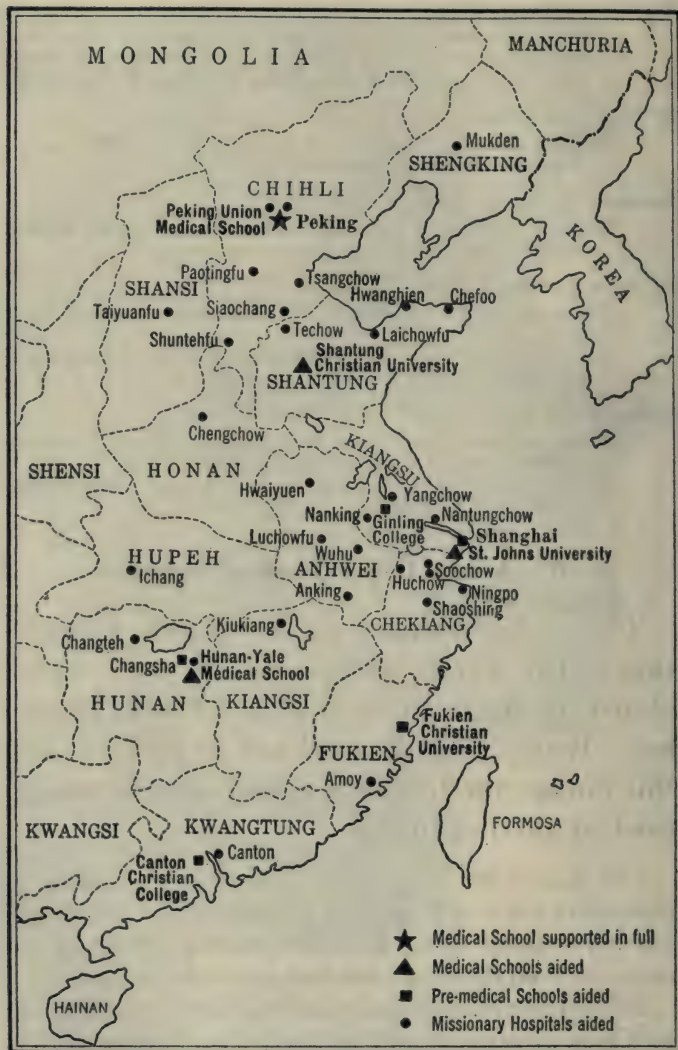 MONGOLIA
MANCHURIA
Mukden
SHENGKING
CHIHLI
Peking Union
Medical School
Peking
KOREA
Paotingfu
Tsangchow
SHANSI
Hwanghien
Chefoo
Taiyuanfu
Siaochang
Techow
Laichowfu
Shuntehfu
Shantung
Christian University
SHANTUNG
Chengchow
KIANGSU
SHENSI
HONAN
Hwaiyuen
Yangchow
Nanking
Ginling
College
Nantungchow
Shanghai
St. Johns University
Luchowfu
Wuhu
HUPEH
Ichang
ANHWEI
Soochow
Huchow
Ningpo
Anking
Shaoshing
CHEKIANG
Kiukiang
Changteh
Changsha
Hunan-Yale
Medical School
HUNAN
KIANGSI
Fukien
Christian
University
FUKIEN
Amoy
FORMOSA
KWANGSI
KWANGTUNG
Canton
Christian
College
Canton
HAINAN
Medical School supported in full
Medical Schools aided
Pre-medical Schools aided
Missionary Hospitals aided